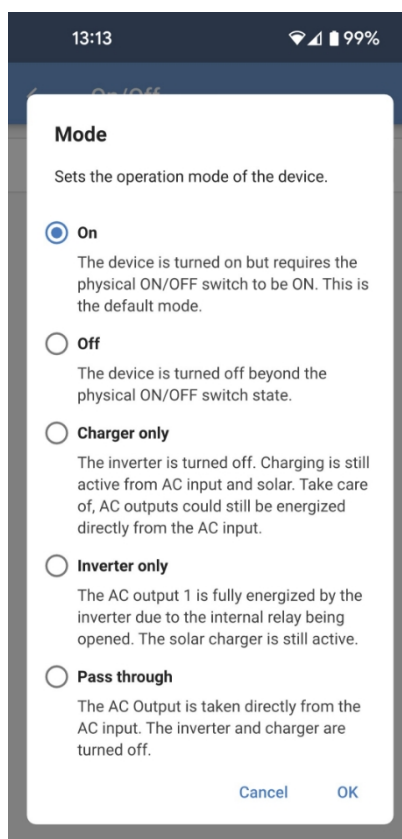 13:13
99%
On/Off
Mode
Sets the operation mode of the device.
On
The device is turned on but requires the
physical ON/OFF switch to be ON. This is
the default mode.
Off
The device is turned off beyond the
physical ON/OFF switch state.
Charger only
The inverter is turned off. Charging is still
active from AC input and solar. Take care
of, AC outputs could still be energized
directly from the AC input.
Inverter only
The AC output 1 is fully energized by the
inverter due to the internal relay being
opened. The solar charger is still active.
Pass through
The AC Output is taken directly from the
AC input. The inverter and charger are
turned off.
Cancel
OK